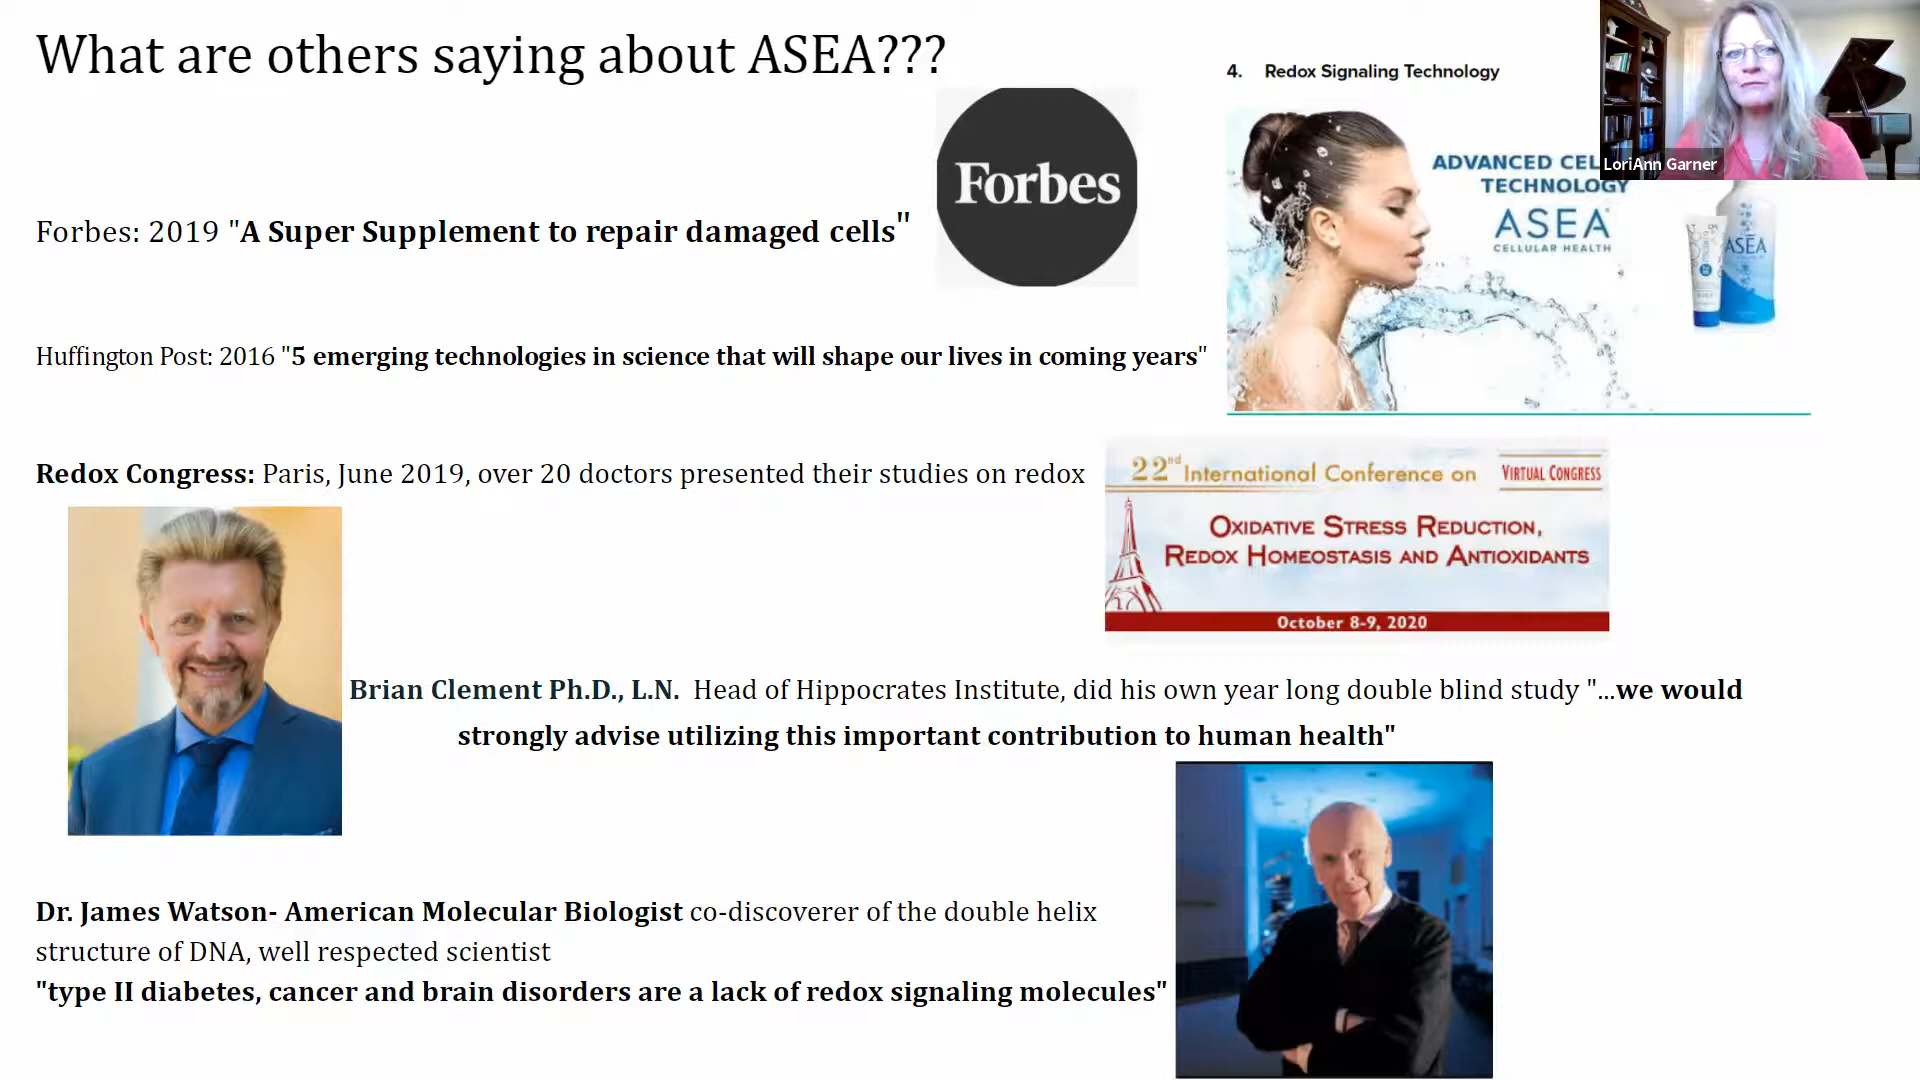 What are others saying about ASEA???
4. Redox Signaling Technology
LoriAnn Garner
Forbes
ADVANCED CEL
TECHNOLOGY
ASEA
CELLULAR HEALTH
ASEA
Forbes: 2019 "A Super Supplement to repair damaged cells"
Huffington Post: 2016 "5 emerging technologies in science that will shape our lives in coming years"
Redox Congress: Paris, June 2019, over 20 doctors presented their studies on redox
22nd International Conference on
VIRTUAL CONGRESS
OXIDATIVE STRESS REDUCTION,
REDOX HOMEOSTASIS AND ANTIOXIDANTS
October 8-9, 2020
Brian Clement Ph.D., L.N. Head of Hippocrates Institute, did his own year long double blind study "...we would
strongly advise utilizing this important contribution to human health"
Dr. James Watson- American Molecular Biologist co-discoverer of the double helix
structure of DNA, well respected scientist
"type II diabetes, cancer and brain disorders are a lack of redox signaling molecules"